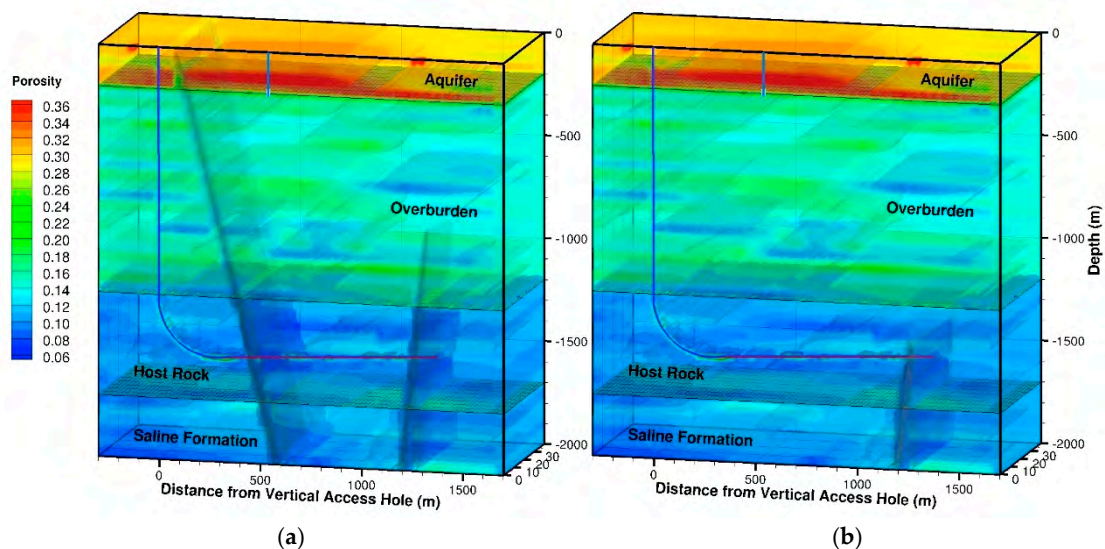 Porosity
0.36
0.33
0.30
0.28
0.26
0.24
0.22
0.20
0.18
0.16
0.14
0.12
0.10
0.08
0.06
Aquifer
Overburden
Host Rock
Saline Formation
0
-500
-1000
-1500
-2000
0 10 20 30
0 500 1000 1500
Distance from Vertical Access Hole (m)
(a)
Aquifer
Overburden
Host Rock
Saline Formation
0
-500
-1000
-1500
-2000
Depth (m)
0 10 20 30
0 500 1000 1500
Distance from Vertical Access Hole (m)
(b)